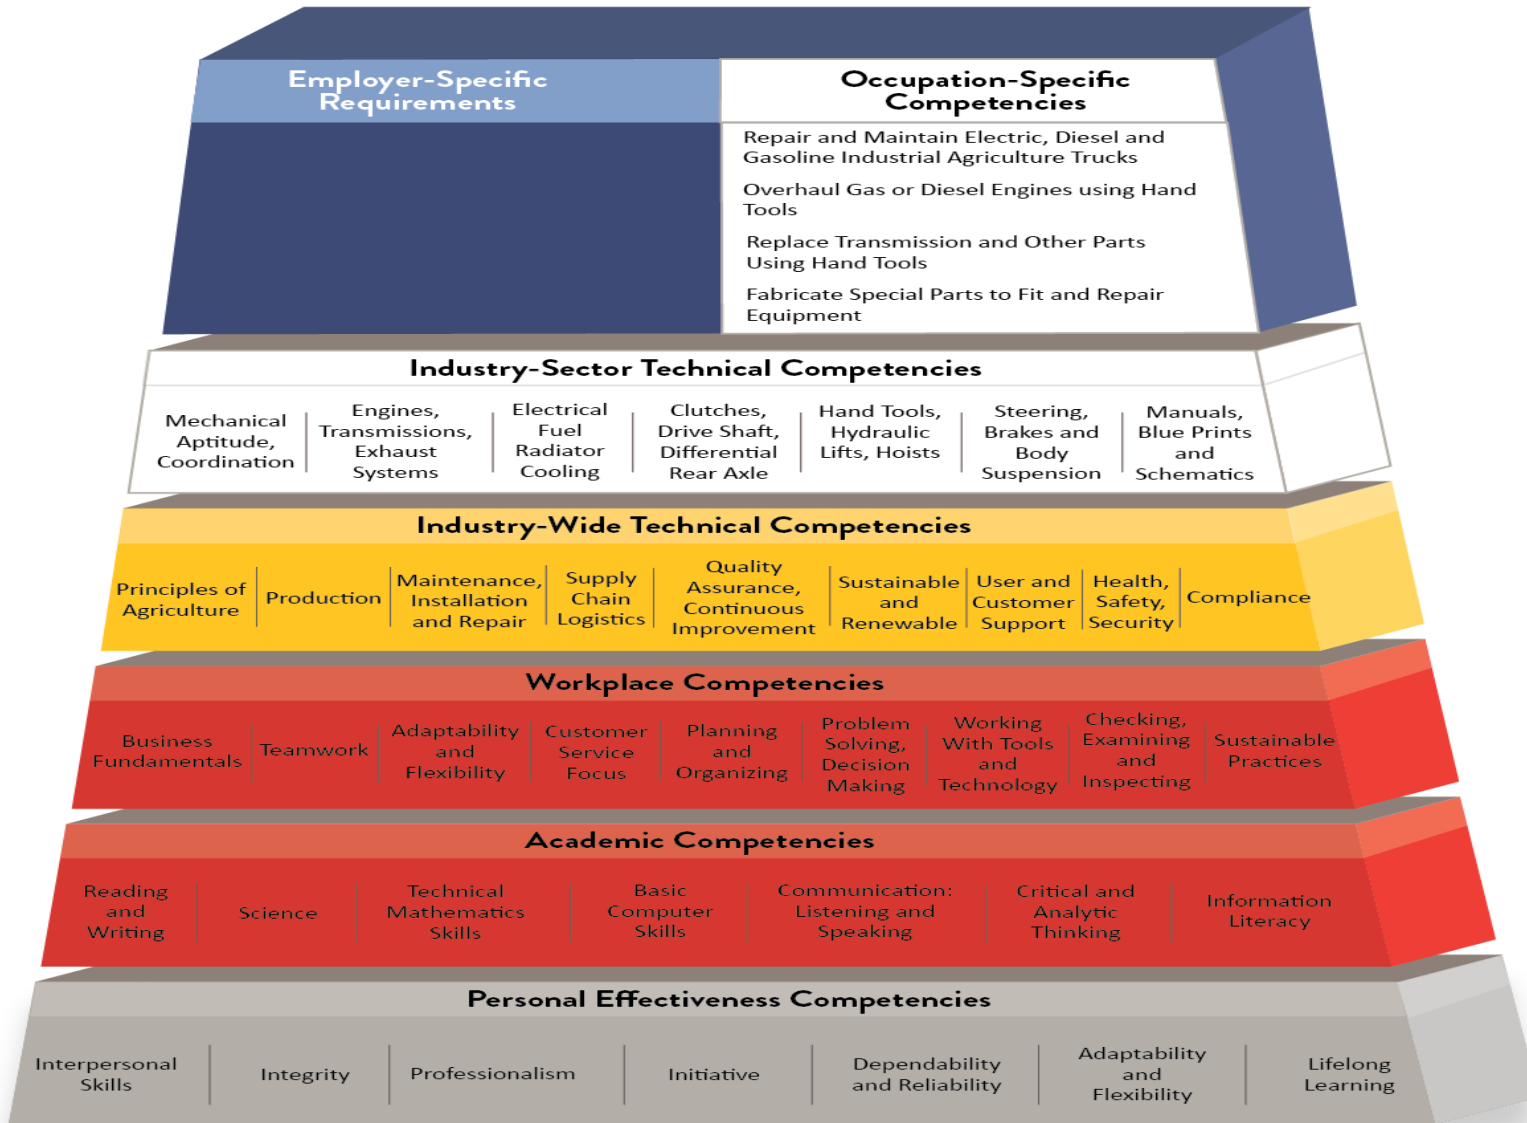 Employer-Specific
Requirements
Occupation-Specific
Competencies
Repair and Maintain Electric, Diesel and
Gasoline Industrial Agriculture Trucks
Overhaul Gas or Diesel Engines using Hand
Tools
Replace Transmission and Other Parts
Using Hand Tools
Fabricate Special Parts to Fit and Repair
Equipment
Industry-Sector Technical Competencies
Mechanical
Aptitude,
Coordination
Engines,
Transmissions,
Exhaust
Systems
Electrical
Fuel
Radiator
Cooling
Clutches,
Drive Shaft,
Differential
Rear Axle
Hand Tools,
Hydraulic
Lifts, Hoists
Steering,
Brakes and
Body
Suspension
Manuals,
Blue Prints
and
Schematics
Industry-Wide Technical Competencies
Principles of
Agriculture
Production
Maintenance,
Installation
and Repair
Supply
Chain
Logistics
Quality
Assurance,
Continuous
Improvement
Sustainable
and
Renewable
User and
Customer
Support
Health,
Safety,
Security
Compliance
Workplace Competencies
Business
Fundamentals
Teamwork
Adaptability
and
Flexibility
Customer
Service
Focus
Planning
and
Organizing
Problem
Solving,
Decision
Making
Working
With Tools
and
Technology
Checking,
Examining
and
Inspecting
Sustainable
Practices
Academic Competencies
Reading
and
Writing
Science
Technical
Mathematics
Skills
Basic
Computer
Skills
Communication:
Listening and
Speaking
Critical and
Analytic
Thinking
Information
Literacy
Personal Effectiveness Competencies
Interpersonal
Skills
Integrity
Professionalism
Initiative
Dependability
and Reliability
Adaptability
and
Flexibility
Lifelong
Learning